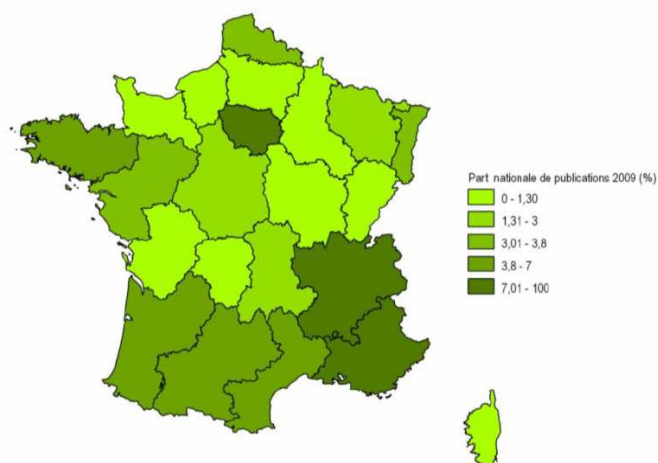 Part nationale de publications 2009 (%)
0 - 1,30
1,31 - 3
3,01 - 3,8
3,8 - 7
7,01 - 100